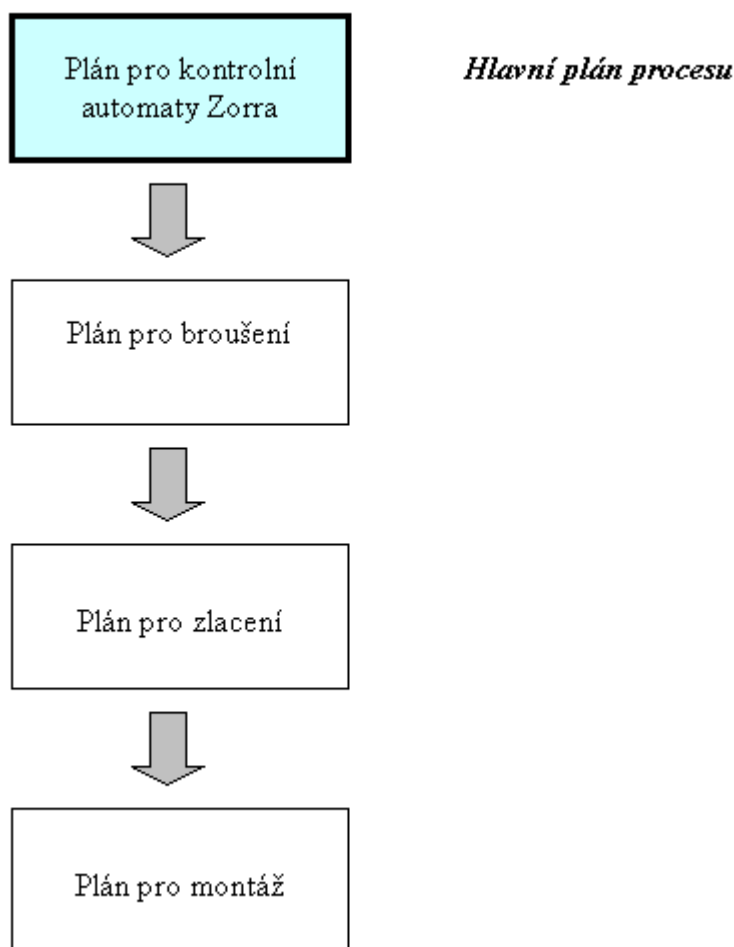 Plán pro kontrolní
automaty Zorra
Hlavní plán procesu
Plán pro broušení
Plán pro zlacení
Plán pro montáž